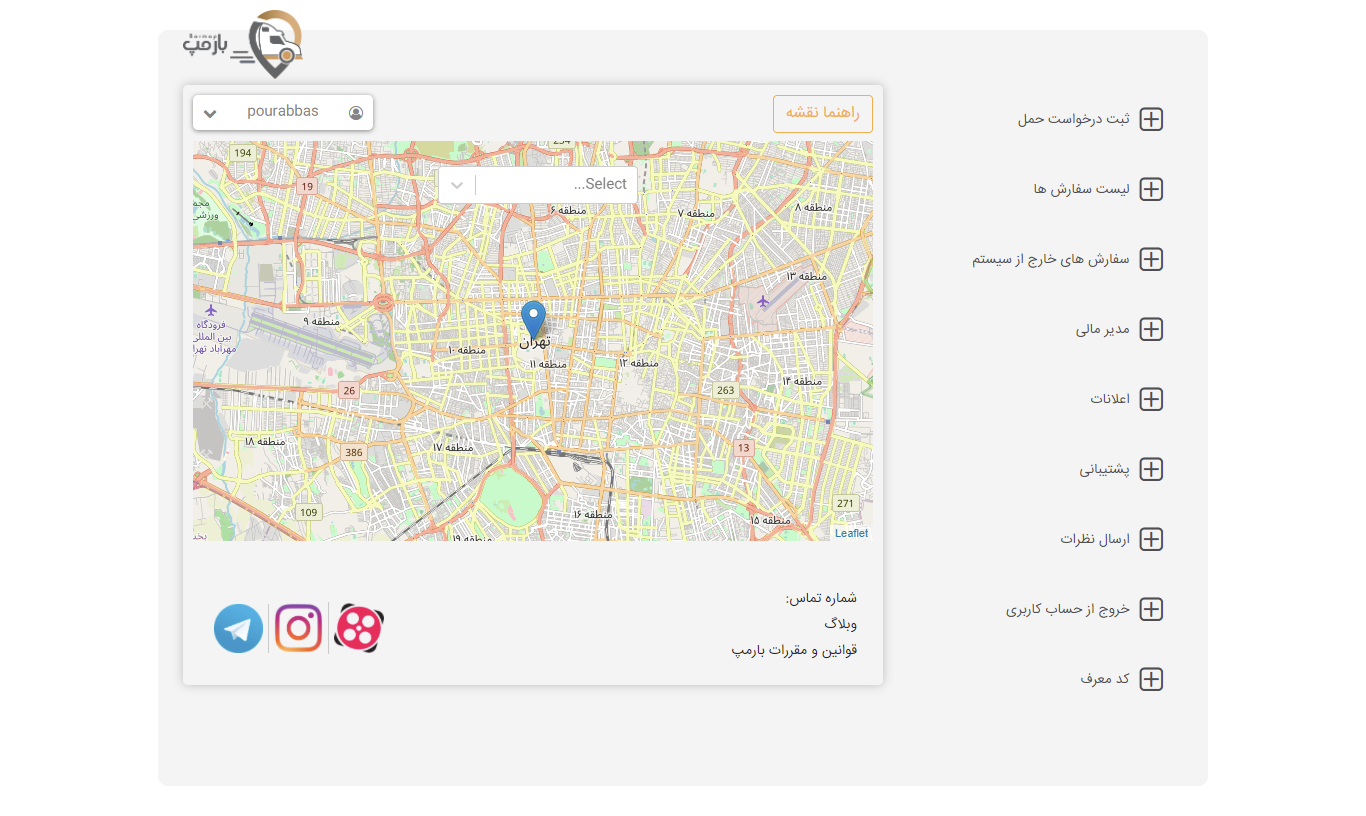 Barmap
بارمپ
ثبت درخواست حمل
لیست سفارش ها
سفارش های خارج از سیستم
مدیر مالی
اعلانات
پشتیبانی
ارسال نظرات
خروج از حساب کاربری
کد معرف
راهنما نقشه
pourabbas
Select...
194
19
منطقه ۶
منطقه ۷
منطقه ۸
منطقه ۱۳
منطقه ۹
فرودگاه
بین المللی
مهرآباد تهرا
تهران
منطقه ۱۰
منطقه ۱۱
منطقه ۱۲
منطقه ۱۴
26
263
منطقه ۱۸
386
منطقه ۱۷
13
109
منطقه ۱۶
271
منطقه ۱۵
منطقه ۱۹
Leaflet
شماره تماس:
وبلاگ
قوانین و مقررات بارمپ